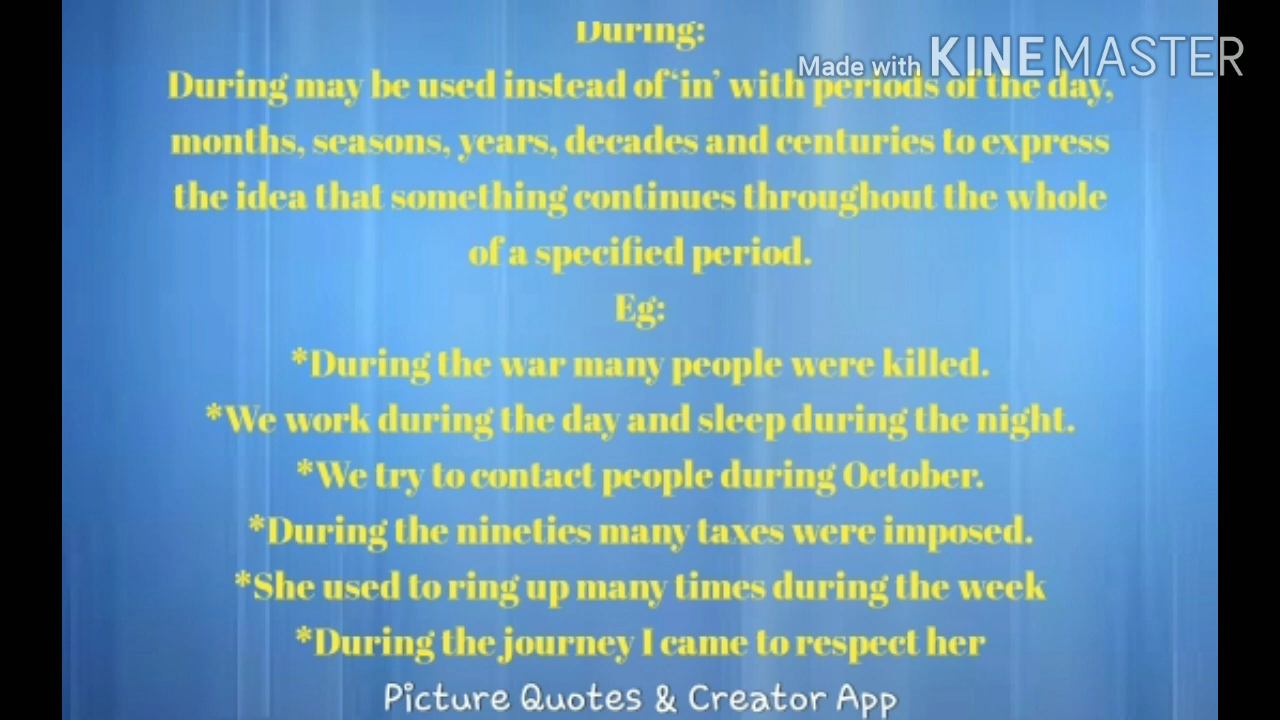 During:
Made with KINEMASTER
During may be used instead of ‘in’ with periods of the day,
months, seasons, years, decades and centuries to express
the idea that something continues throughout the whole
of a specified period.
Eg:
*During the war many people were killed.
*We work during the day and sleep during the night.
*We try to contact people during October.
*During the nineties many taxes were imposed.
*She used to ring up many times during the week
*During the journey I came to respect her
Picture Quotes & Creator App